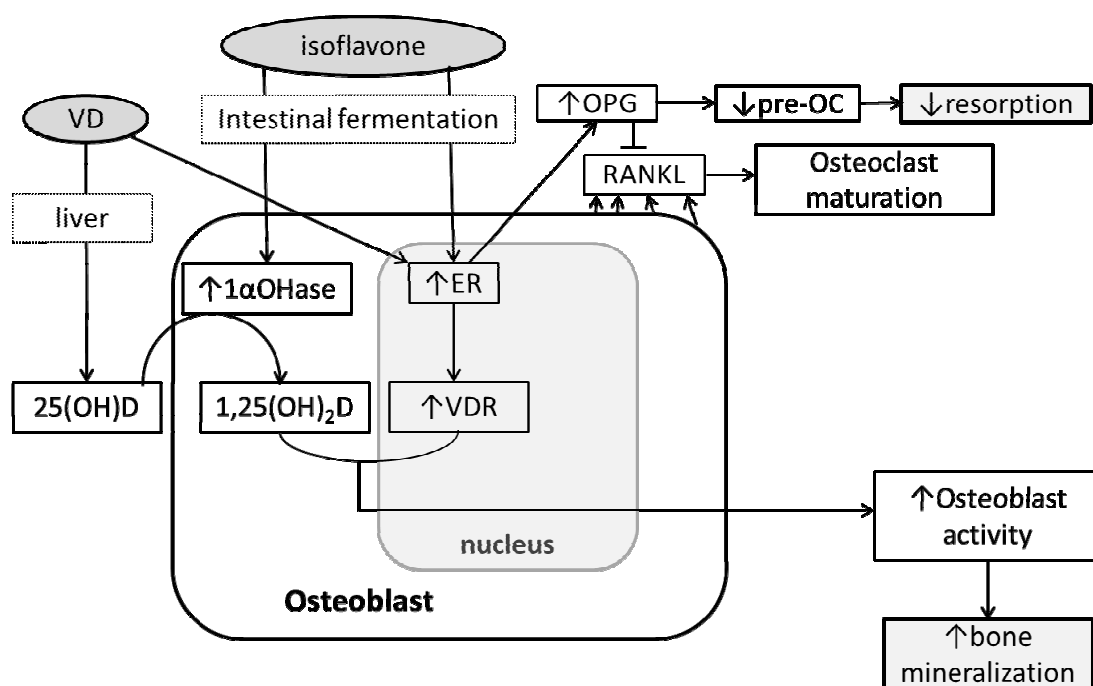 isoflavone
VD
Intestinal fermentation
↑OPG
↓pre-OC
↓resorption
RANKL
Osteoclast
maturation
liver
↑1αOHase
↑ER
25(OH)D
1,25(OH)₂D
↑VDR
nucleus
Osteoblast
↑Osteoblast
activity
↑bone
mineralization